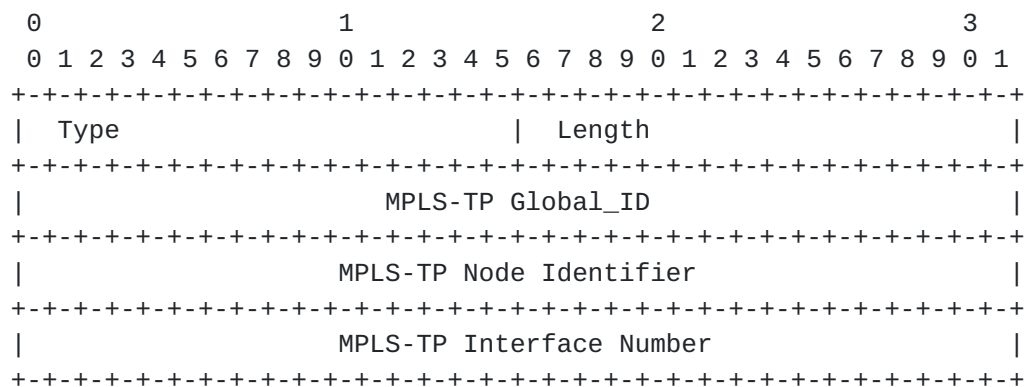 0                   1                   2                   3
 0 1 2 3 4 5 6 7 8 9 0 1 2 3 4 5 6 7 8 9 0 1 2 3 4 5 6 7 8 9 0 1
+-+-+-+-+-+-+-+-+-+-+-+-+-+-+-+-+-+-+-+-+-+-+-+-+-+-+-+-+-+-+-+-+
|  Type                         |  Length                       |
+-+-+-+-+-+-+-+-+-+-+-+-+-+-+-+-+-+-+-+-+-+-+-+-+-+-+-+-+-+-+-+-+
|                       MPLS-TP Global_ID                       |
+-+-+-+-+-+-+-+-+-+-+-+-+-+-+-+-+-+-+-+-+-+-+-+-+-+-+-+-+-+-+-+-+
|                    MPLS-TP Node Identifier                    |
+-+-+-+-+-+-+-+-+-+-+-+-+-+-+-+-+-+-+-+-+-+-+-+-+-+-+-+-+-+-+-+-+
|                    MPLS-TP Interface Number                   |
+-+-+-+-+-+-+-+-+-+-+-+-+-+-+-+-+-+-+-+-+-+-+-+-+-+-+-+-+-+-+-+-+